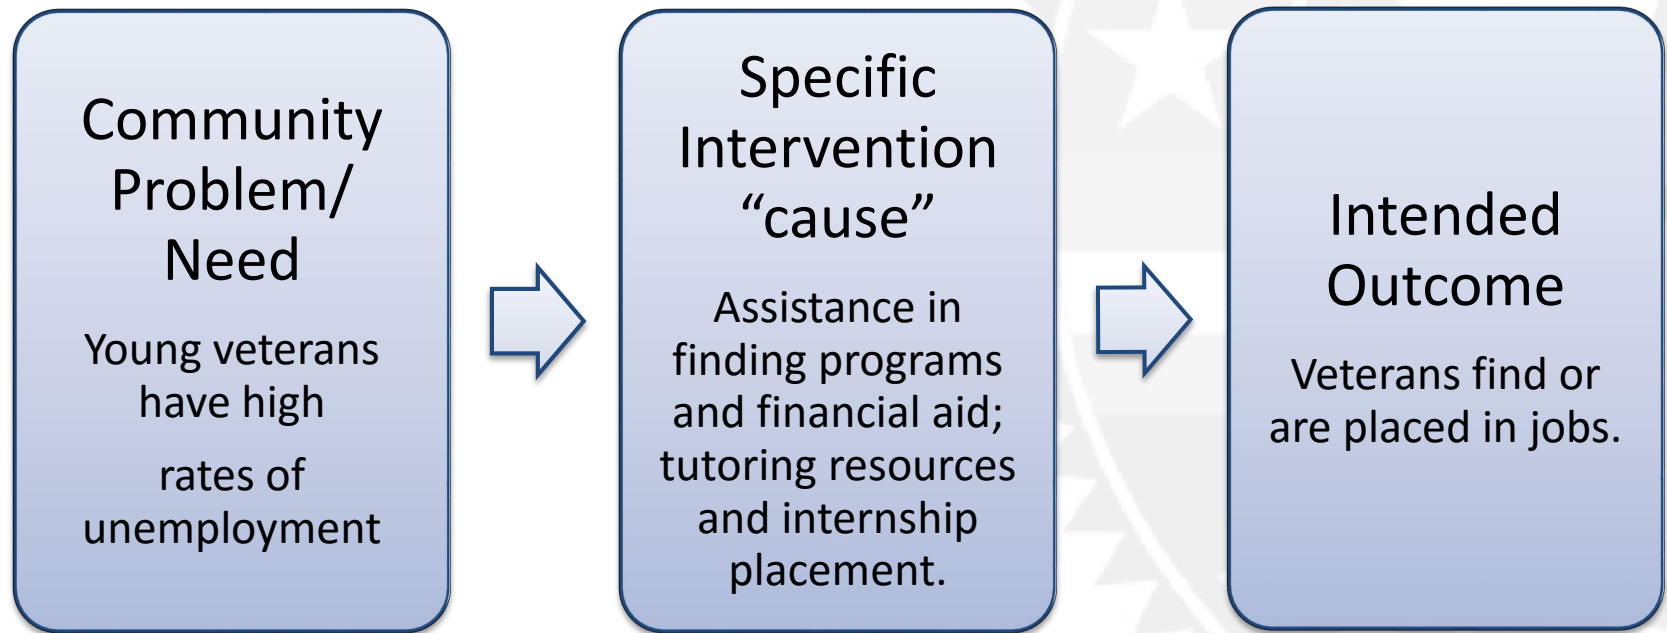 Community
Problem/
Need
Young veterans
have high
rates of
unemployment
Specific
Intervention
“cause”
Assistance in
finding programs
and financial aid;
tutoring resources
and internship
placement.
Intended
Outcome
Veterans find or
are placed in jobs.